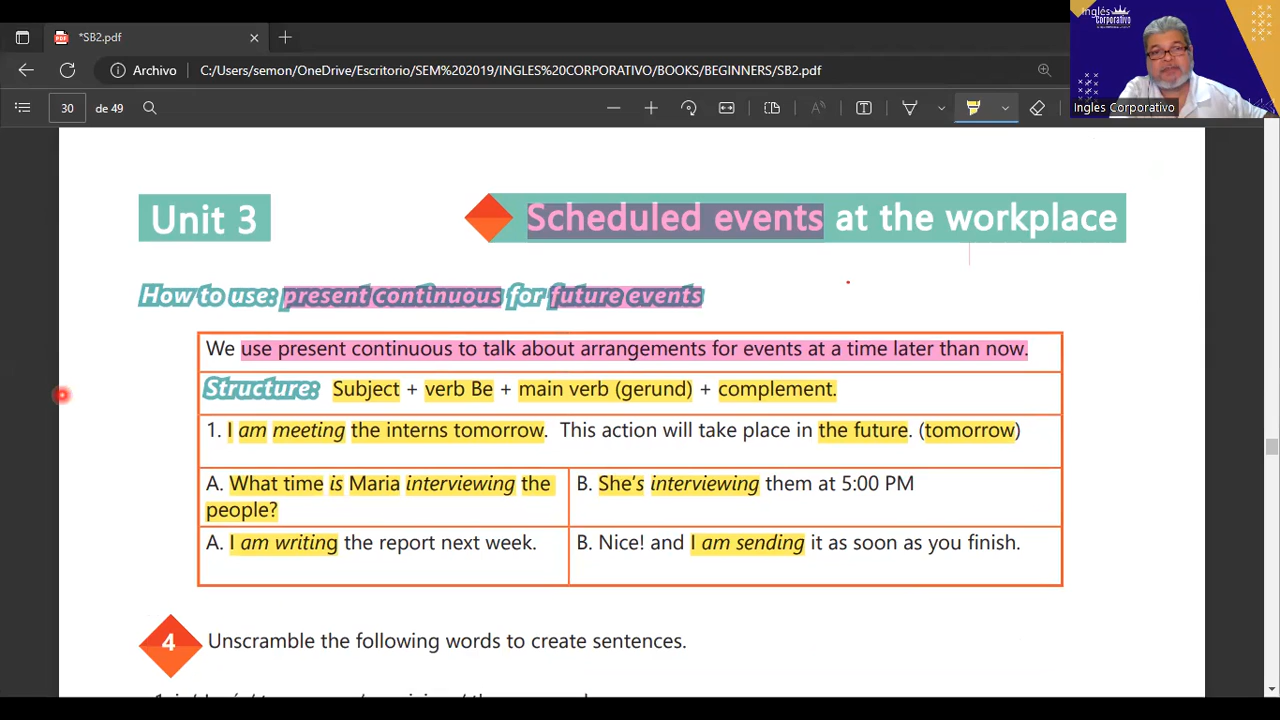 *SB2.pdf
Archivo C:/Users/semon/OneDrive/Escritorio/SEM%202019/INGLES%20CORPORATIVO/BOOKS/BEGINNERS/SB2.pdf
30 de 49
Inglés
Corporativo
Ingles Corporativo
Unit 3
Scheduled events at the workplace
How to use: present continuous for future events
We use present continuous to talk about arrangements for events at a time later than now.
Structure: Subject + verb Be + main verb (gerund) + complement.
1. I am meeting the interns tomorrow. This action will take place in the future. (tomorrow)
A. What time is Maria interviewing the
people?
B. She's interviewing them at 5:00 PM
A. I am writing the report next week.
B. Nice! and I am sending it as soon as you finish.
4 Unscramble the following words to create sentences.